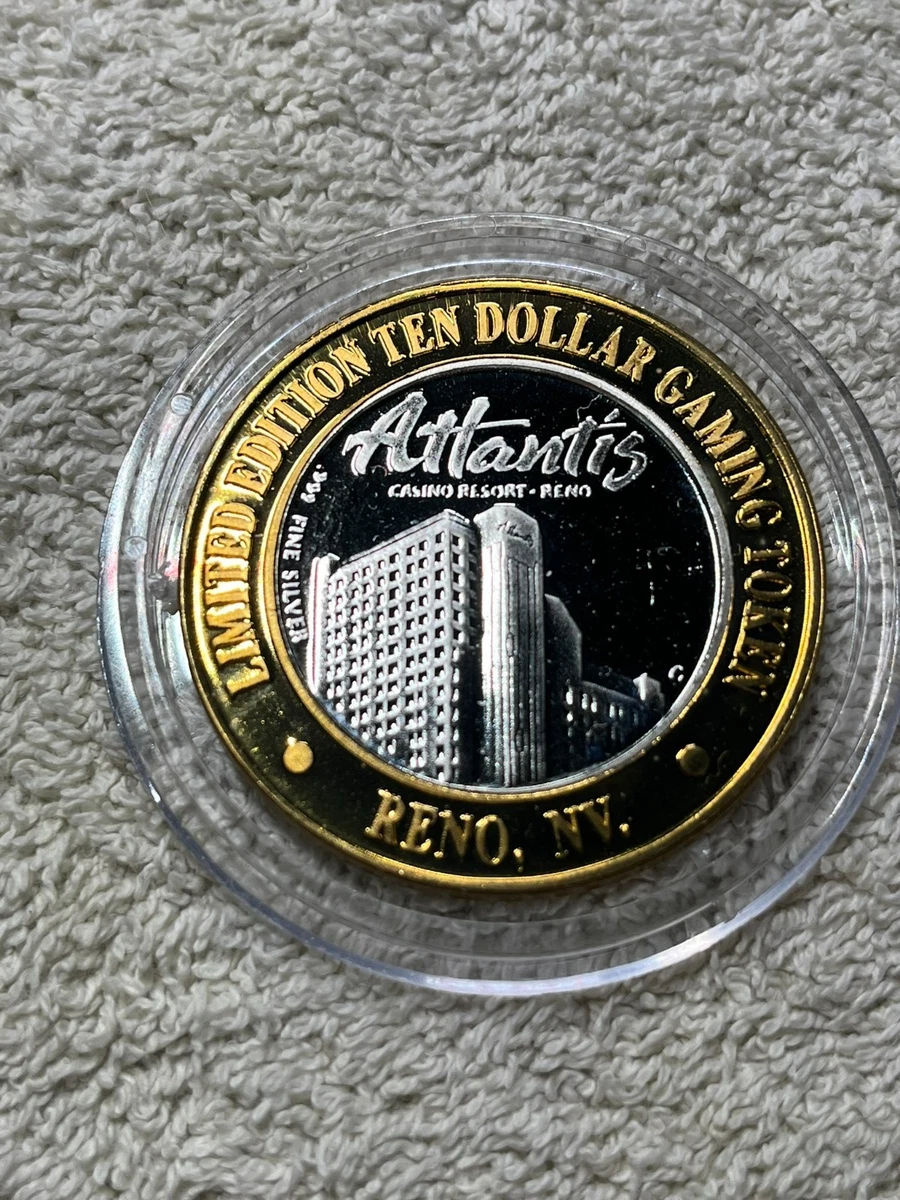 LIMITED EDITION TEN DOLLAR·GAMING TOKEN
Atlantis
CASINO RESORT • RENO
.999 FINE SILVER
G
RENO, NV.